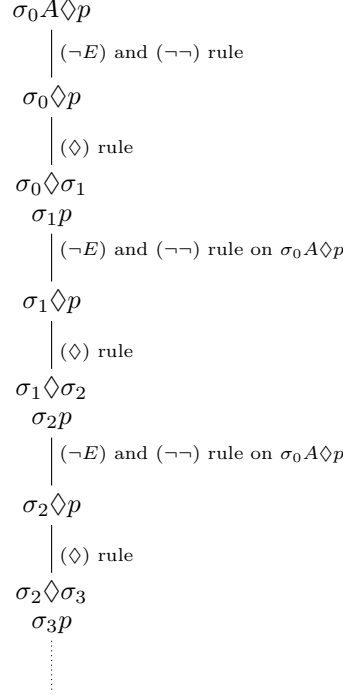 σ₀A◊p
(¬E) and (¬¬) rule
σ₀◊p
(◊) rule
σ₀◊σ₁
σ₁p
(¬E) and (¬¬) rule on σ₀A◊p
σ₁◊p
(◊) rule
σ₁◊σ₂
σ₂p
(¬E) and (¬¬) rule on σ₀A◊p
σ₂◊p
(◊) rule
σ₂◊σ₃
σ₃p